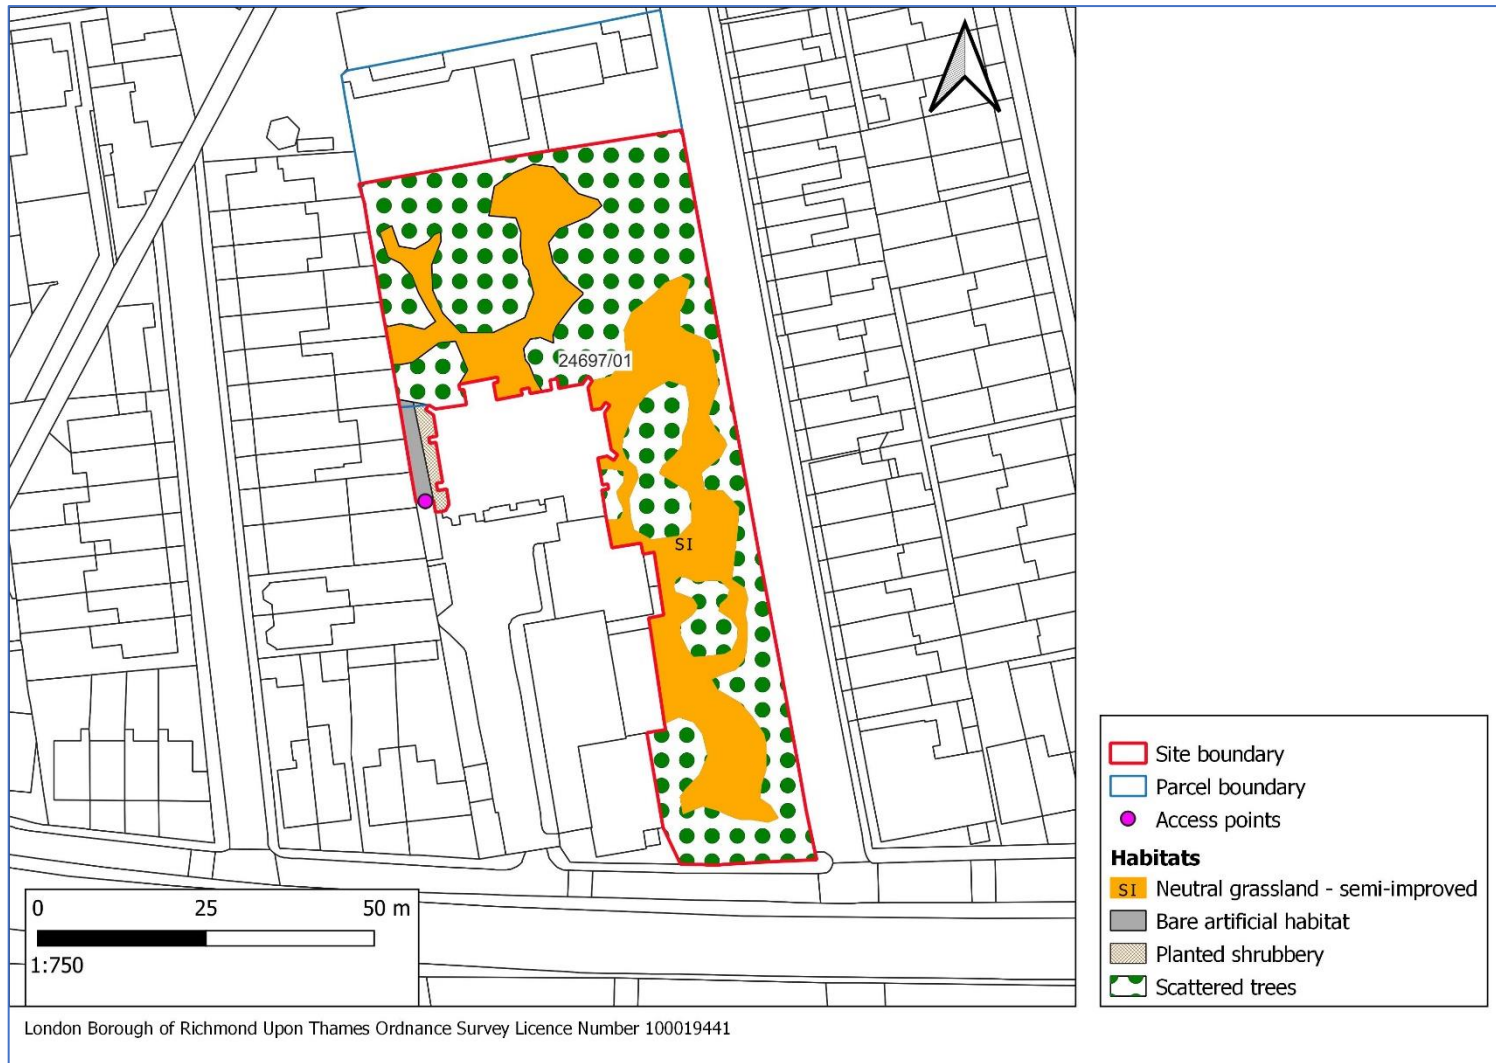 24697/01
SI
0 25 50 m
1:750
Site boundary
Parcel boundary
Access points
Habitats
SI Neutral grassland - semi-improved
Bare artificial habitat
Planted shrubbery
Scattered trees
London Borough of Richmond Upon Thames Ordnance Survey Licence Number 100019441